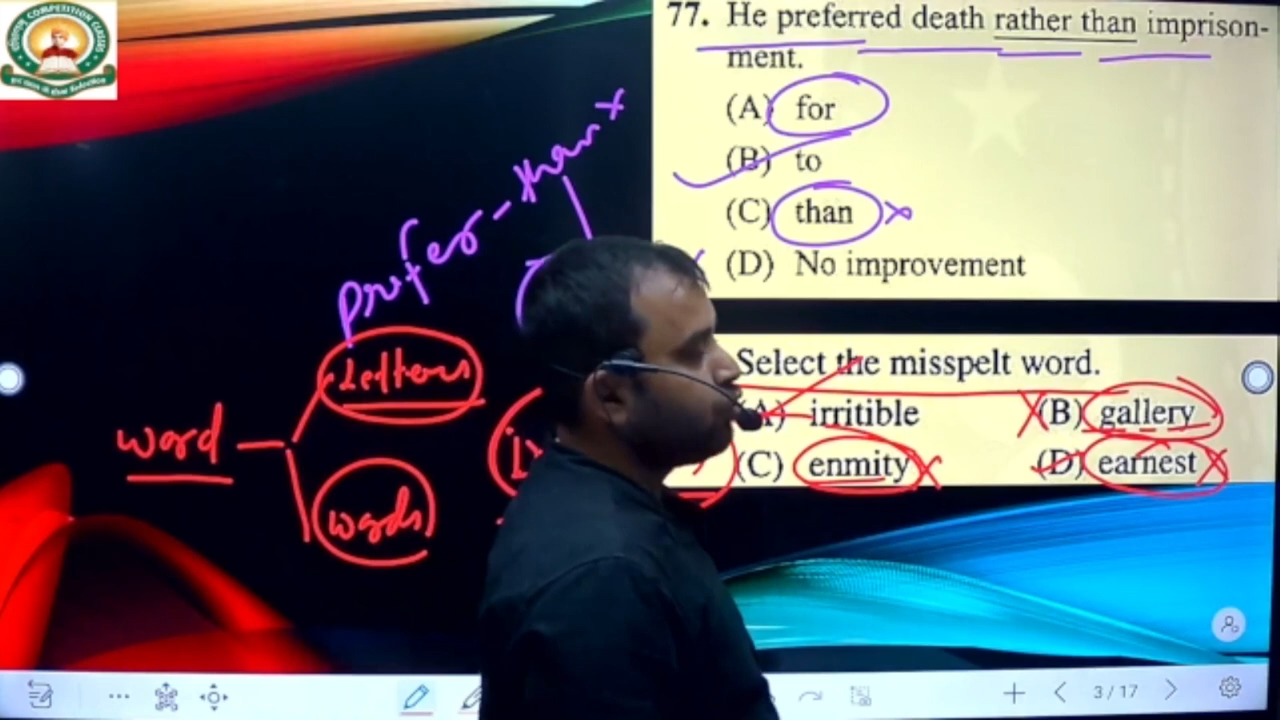 77. He preferred death rather than imprison-
ment.
(A) for
(B) to
(C) than
(D) No improvement
prefer - than x
Select the misspelt word.
(A) irritible
(B) gallery
(C) enmity
(D) earnest
word
Letters
words
3/17